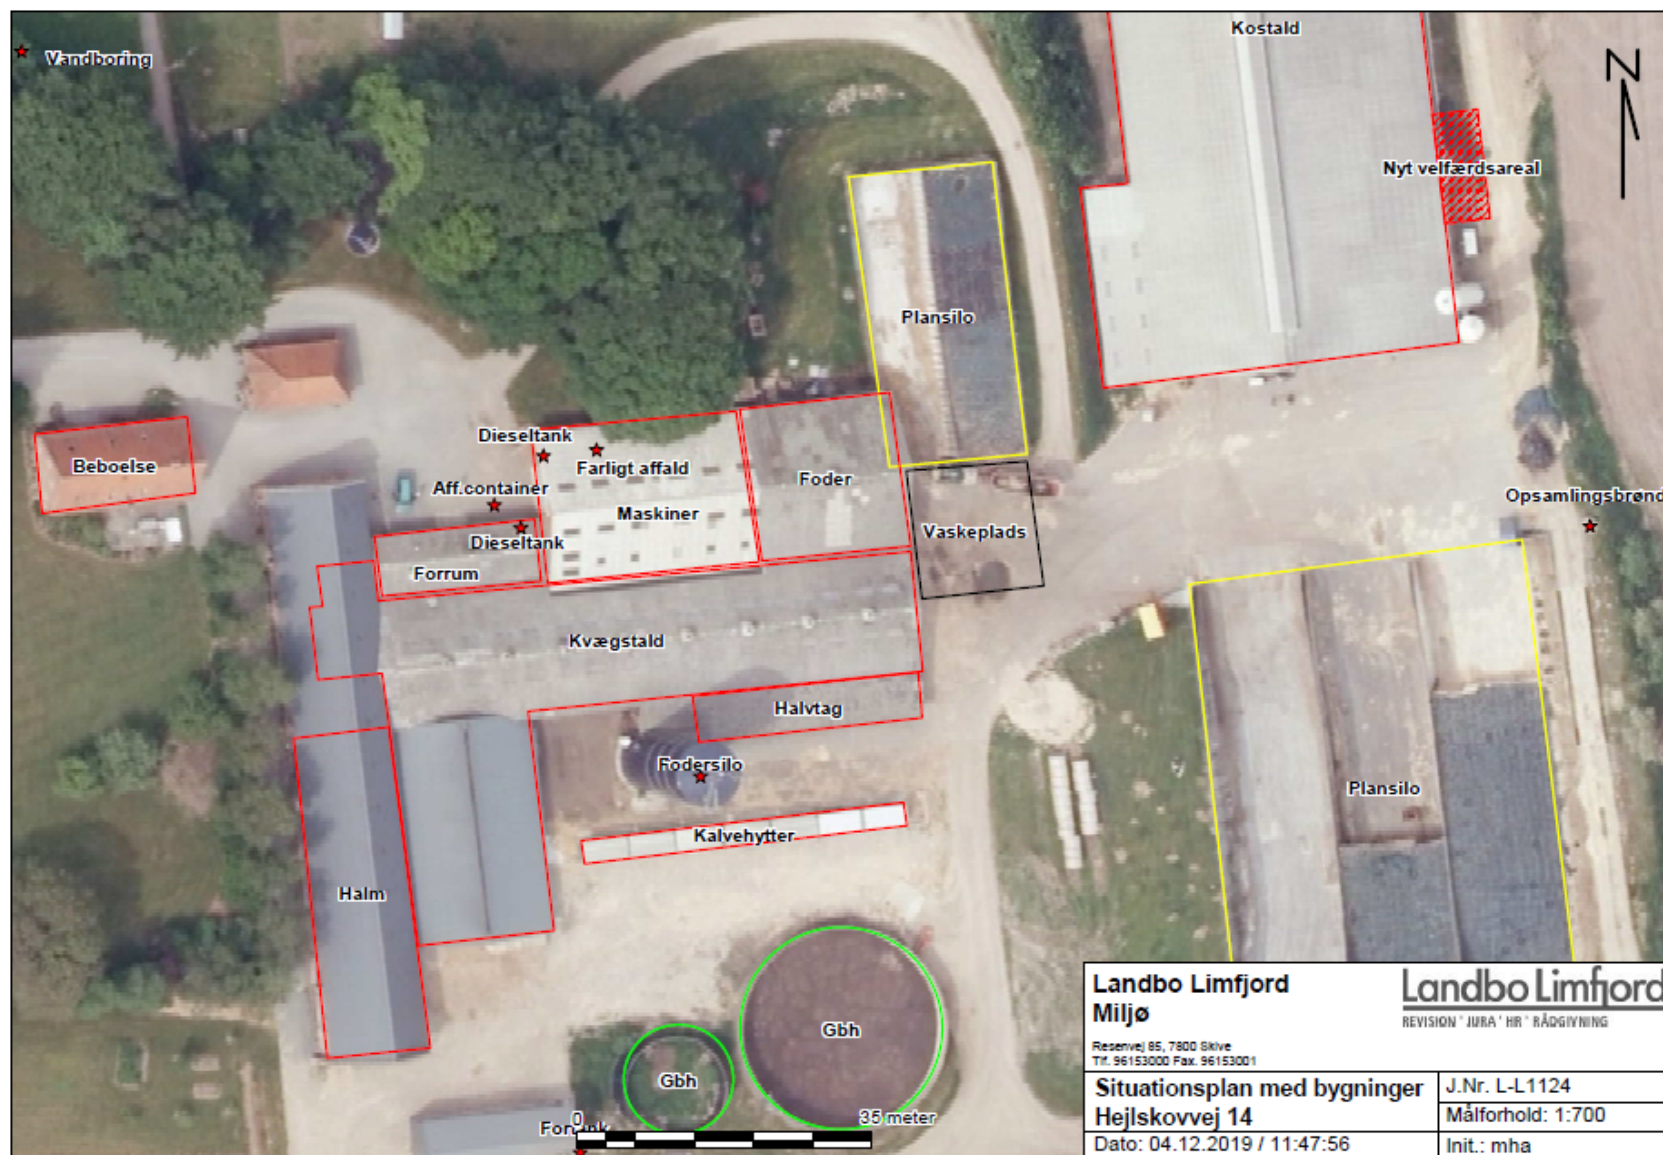 Vandboring
Kostald
N
Nyt velfærdsareal
Plansilo
Beboelse
Dieseltank
Farligt affald
Foder
Aff.container
Maskiner
Opsamlingsbrønd
Dieseltank
Vaskeplads
Forrum
Kvægstald
Halvtag
Fodersilo
Plansilo
Kalvehytter
Halm
Gbh
Gbh
0
35 meter
Fortank
Landbo Limfjord
Miljø
Landbo Limfjord
REVISION * JURA * HR * RÅDGIVNING
Resenvej 85, 7800 Skive
Tlf. 96153000 Fax. 96153001
Situationsplan med bygninger
Hejlskovvej 14
J.Nr. L-L1124
Målforhold: 1:700
Dato: 04.12.2019 / 11:47:56
Init.: mha